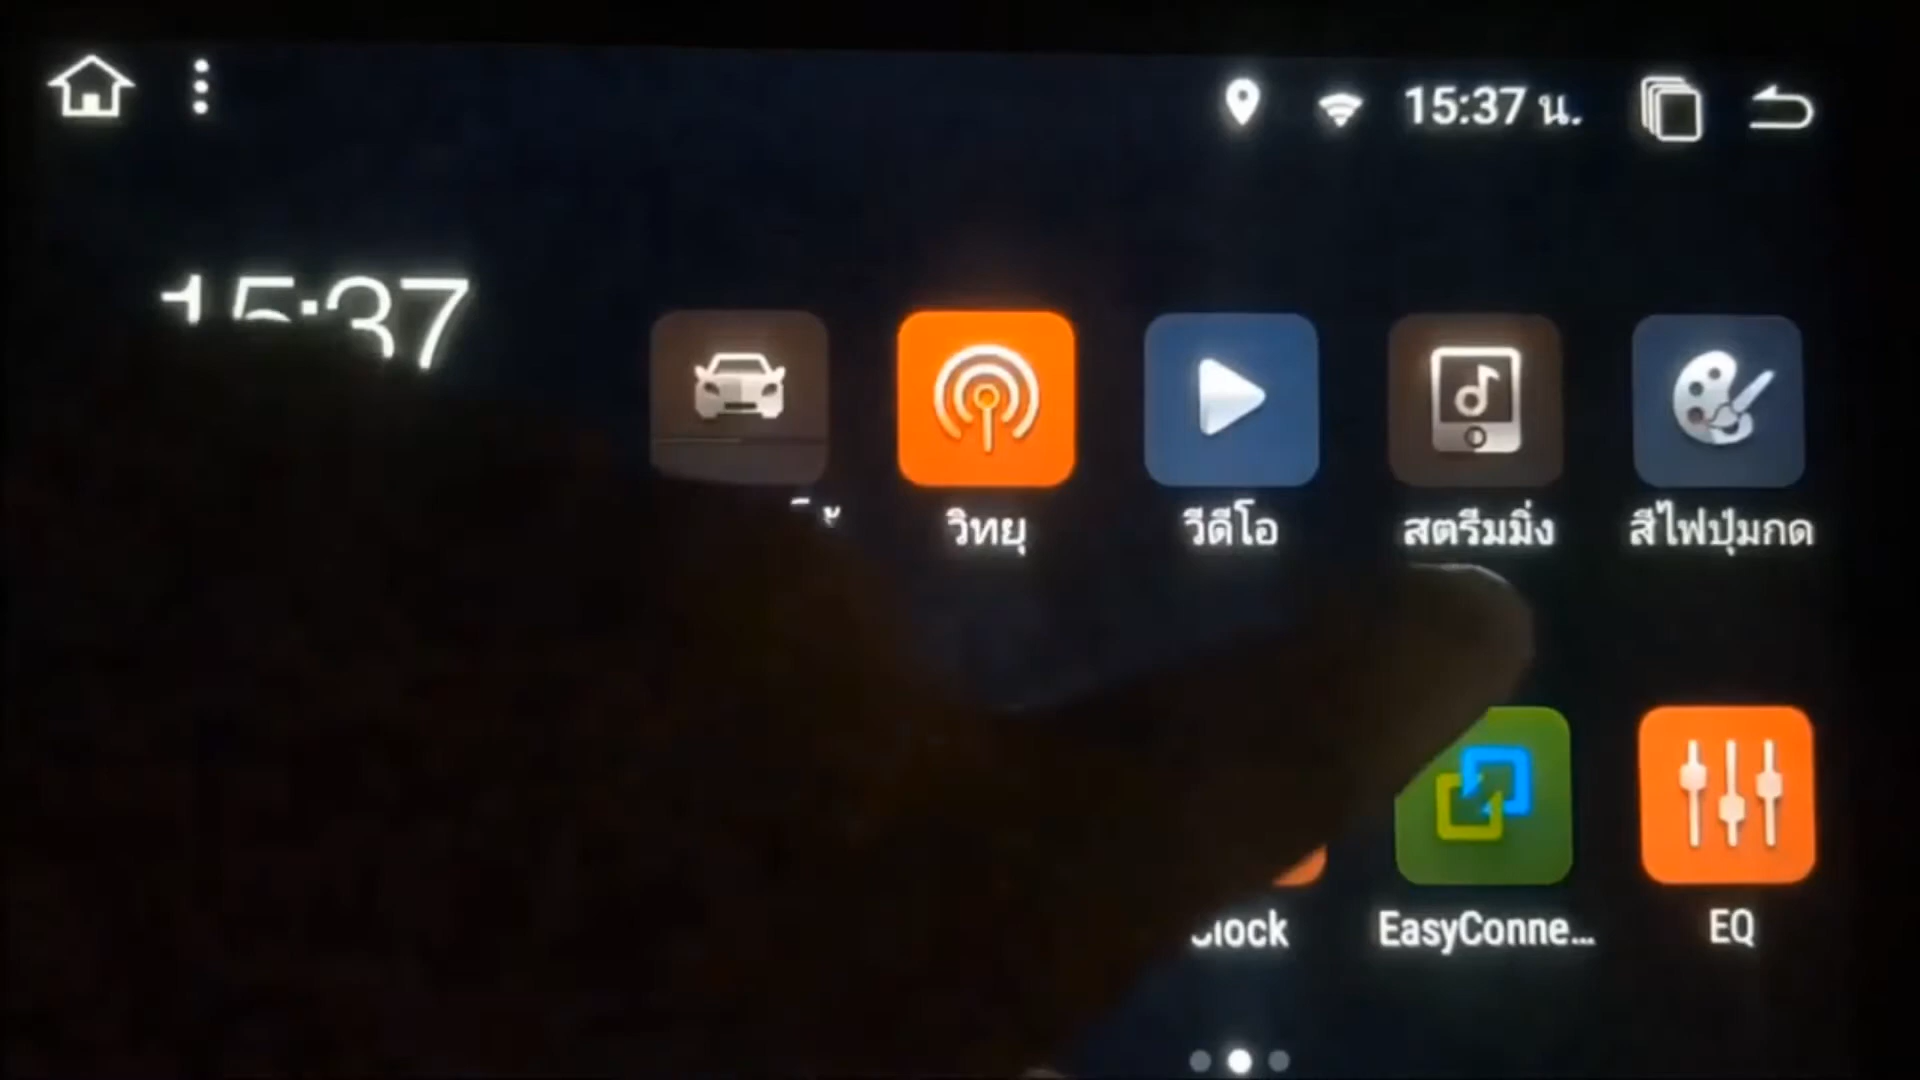 15:37 น.
15:37
วิทยุ
วีดีโอ
สตรีมมิ่ง
สีไฟปุ่มกด
EasyConne...
EQ